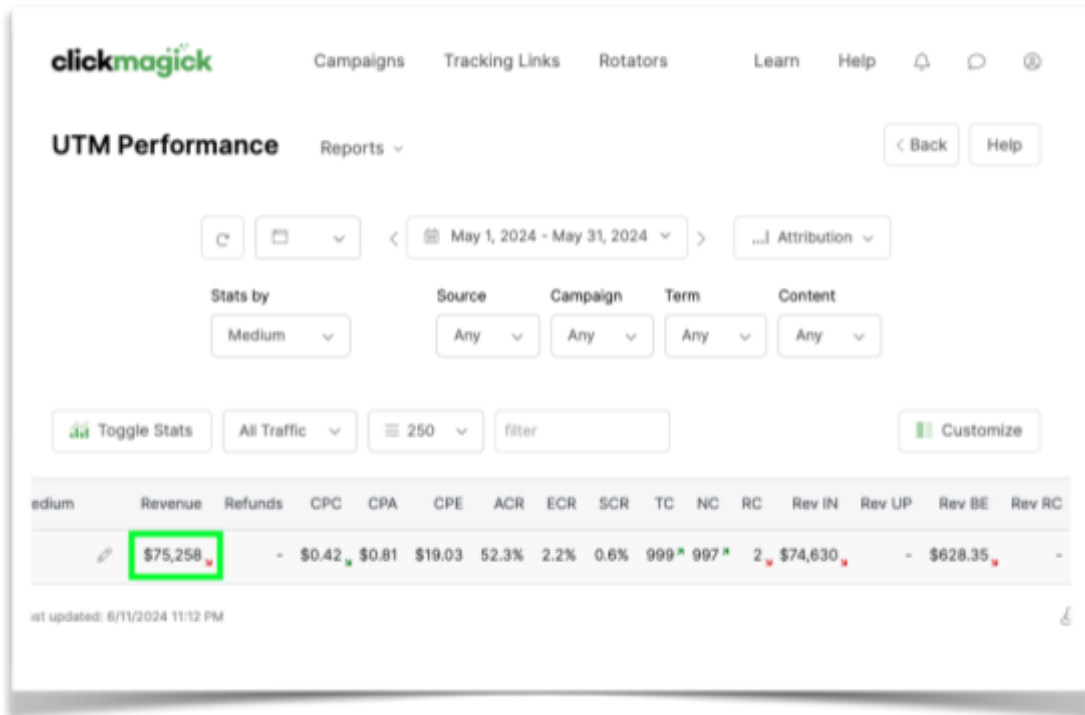 clickmagick Campaigns Tracking Links Rotators Learn Help
UTM Performance Reports < Back Help
May 1, 2024 - May 31, 2024 ...l Attribution
Stats by Source Campaign Term Content
Medium Any Any Any Any
Toggle Stats All Traffic 250 filter Customize
edium Revenue Refunds CPC CPA CPE ACR ECR SCR TC NC RC Rev IN Rev UP Rev BE Rev RC
$75,258 - $0.42 $0.81 $19.03 52.3% 2.2% 0.6% 999 997 2 $74,630 - $628.35 -
ast updated: 6/11/2024 11:12 PM